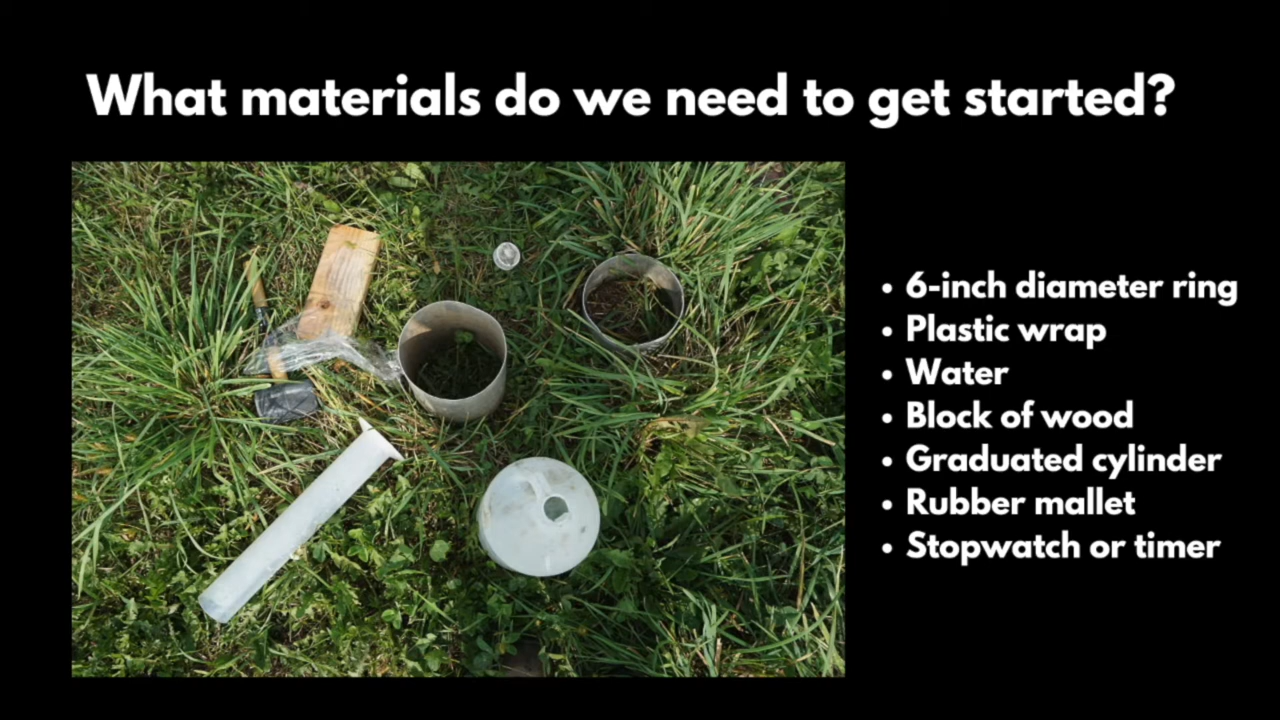 What materials do we need to get started?
• 6-inch diameter ring
• Plastic wrap
• Water
• Block of wood
• Graduated cylinder
• Rubber mallet
• Stopwatch or timer